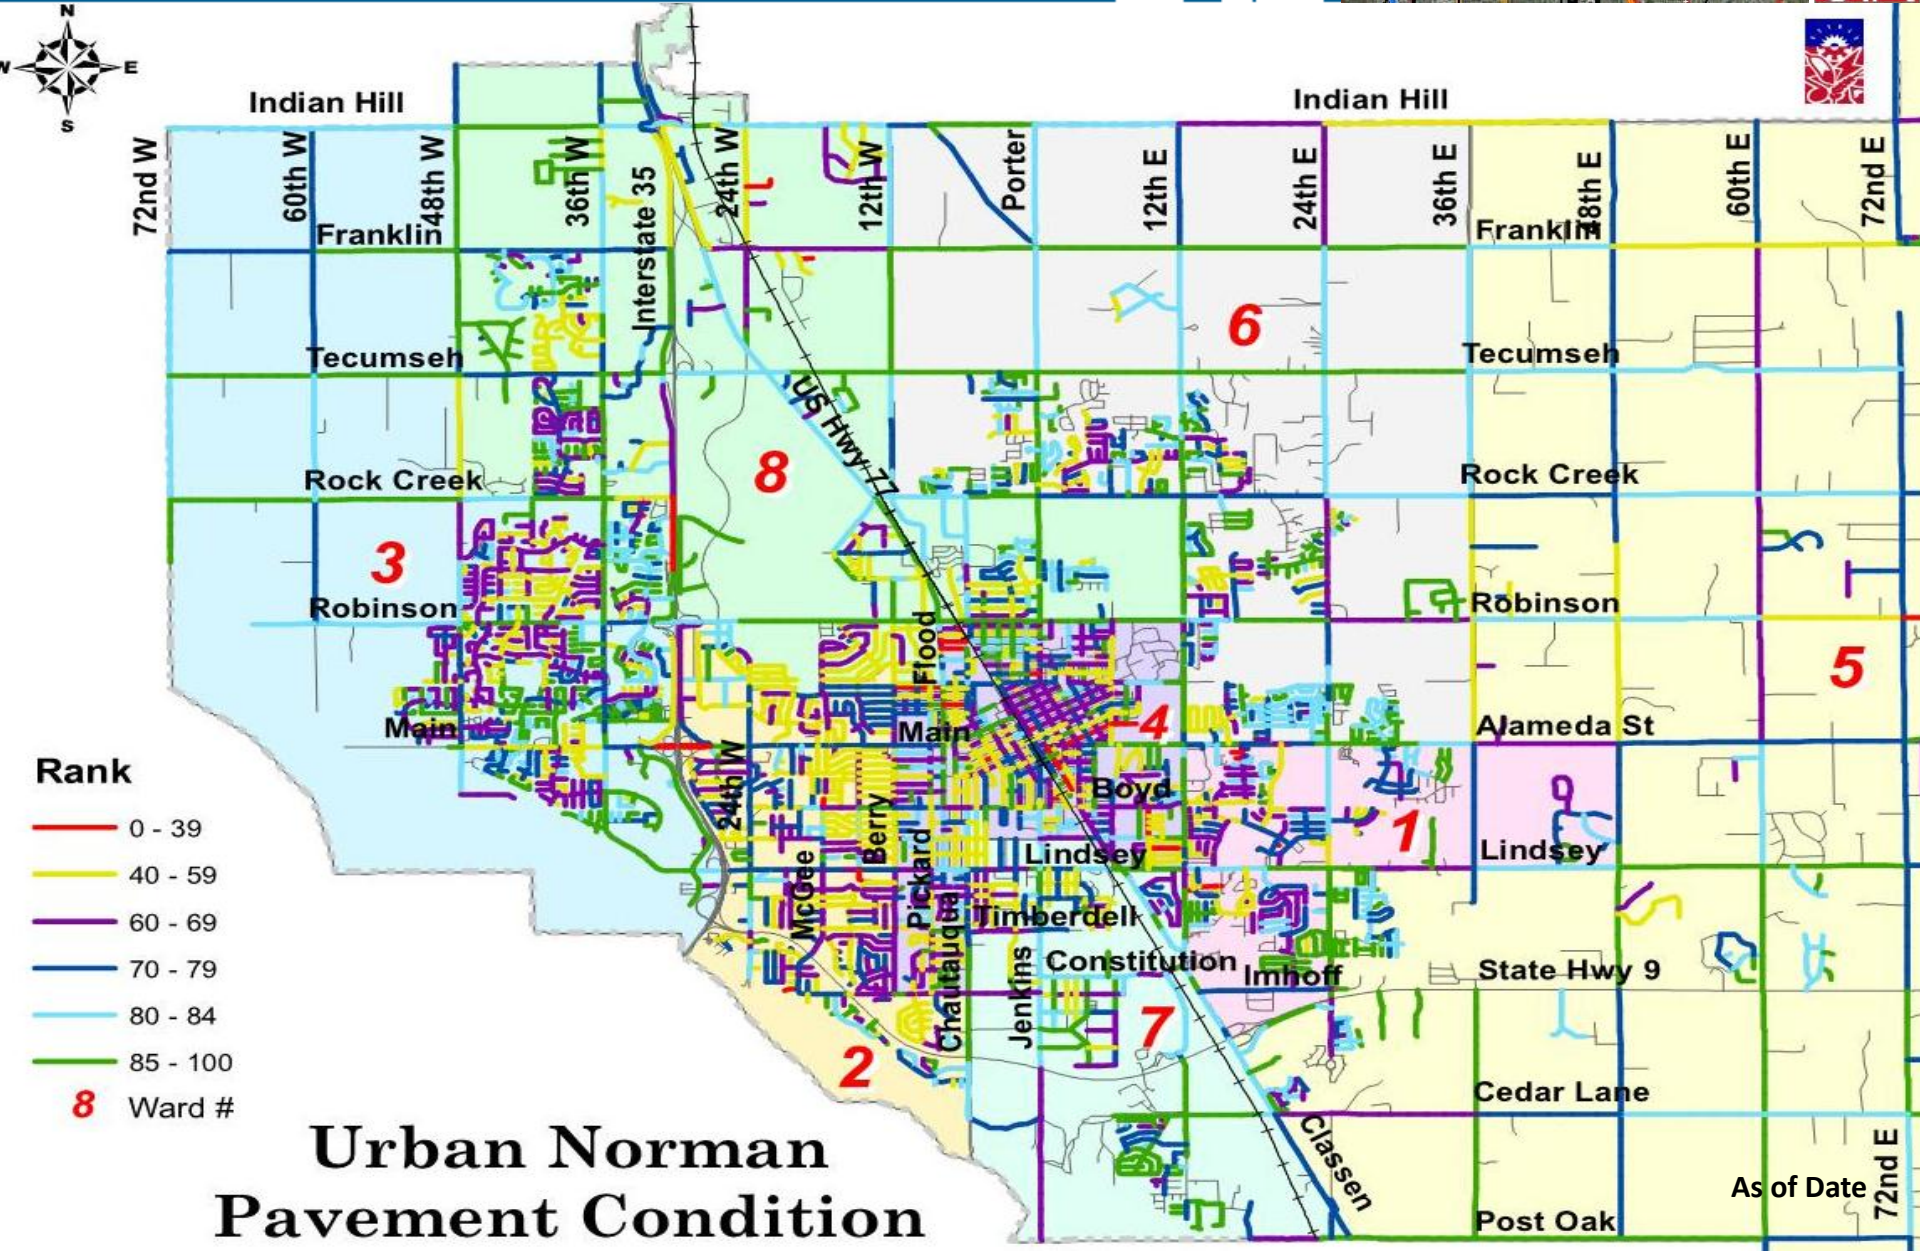 N
W
E
S
Indian Hill
Indian Hill
72nd W
60th W
48th W
36th W
Interstate 35
24th W
12th W
Porter
12th E
24th E
36th E
48th E
60th E
72nd E
Franklin
Franklin
Tecumseh
Tecumseh
6
US Hwy 77
Rock Creek
8
Rock Creek
3
Robinson
Flood
Robinson
5
Main
Main
4
Alameda St
Rank
0 - 39
40 - 59
60 - 69
70 - 79
80 - 84
85 - 100
8 Ward #
24th W
Berry
Boyd
McGee
Pickard
Lindsey
1
Lindsey
Chautauqua
Timberdell
Jenkins
Constitution
Imhoff
State Hwy 9
2
7
Cedar Lane
Classen
72nd E
As of Date
Post Oak
Urban Norman
Pavement Condition